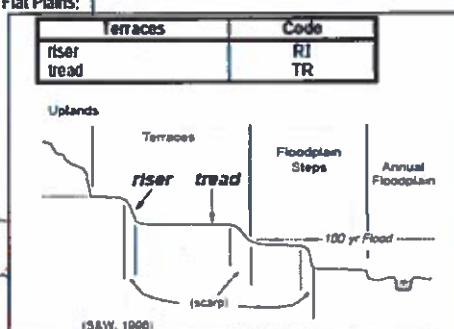 Flat Plains:
Terraces Code
riser RI
tread TR
Uplands
Terraces
Floodplain
Steps
Annual
Floodplain
riser tread
100 yr Flood
(scarp)
(S&W, 1996)